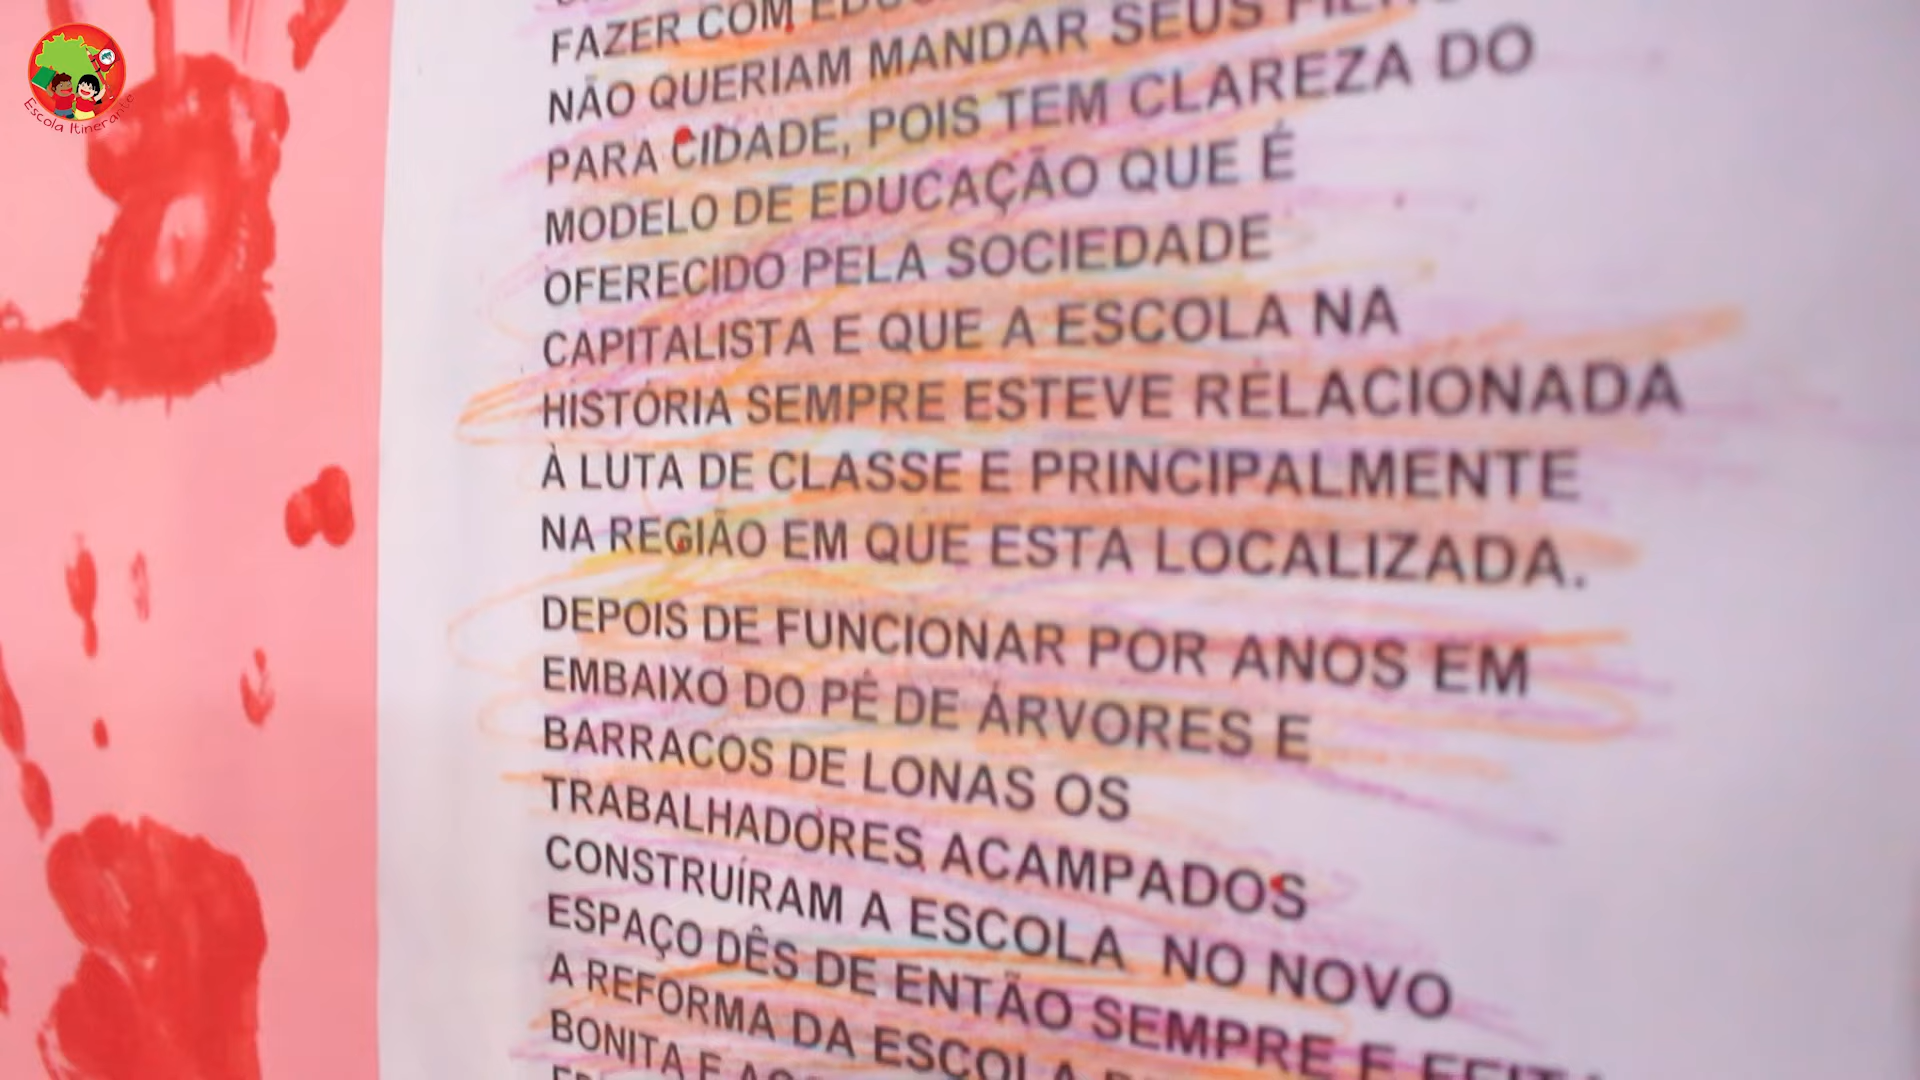 Escola Itinerante
FAZER COM
NÃO QUERIAM MANDAR SEUS
PARA CIDADE, POIS TEM CLAREZA DO
MODELO DE EDUCAÇÃO QUE É
OFERECIDO PELA SOCIEDADE
CAPITALISTA E QUE A ESCOLA NA
HISTÓRIA SEMPRE ESTEVE RELACIONADA
À LUTA DE CLASSE E PRINCIPALMENTE
NA REGIÃO EM QUE ESTA LOCALIZADA.
DEPOIS DE FUNCIONAR POR ANOS EM
EMBAIXO DO PÉ DE ÁRVORES E
BARRACOS DE LONAS OS
TRABALHADORES ACAMPADOS
CONSTRUÍRAM A ESCOLA NO NOVO
ESPAÇO DÊS DE ENTÃO SEMPRE E
A REFORMA DA ESCOLA
BONITA E